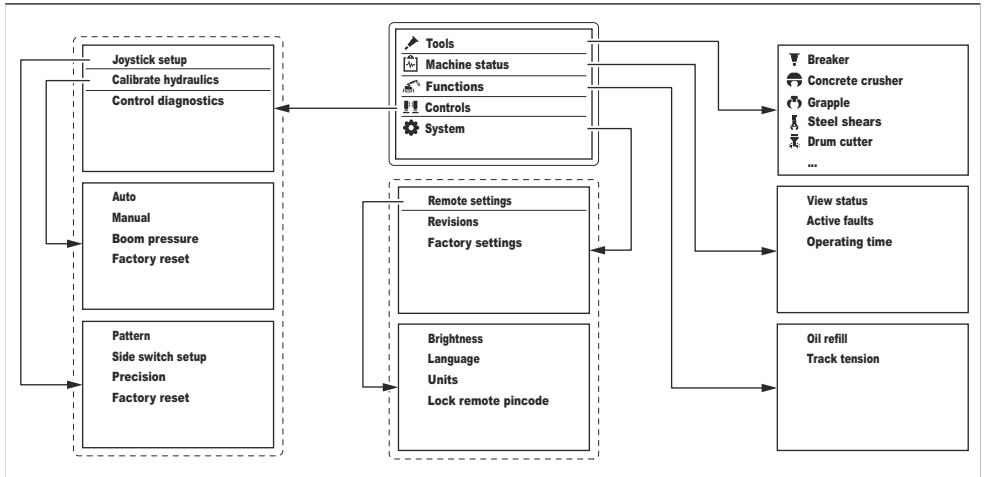 Joystick setup
Calibrate hydraulics
Control diagnostics
Auto
Manual
Boom pressure
Factory reset
Pattern
Side switch setup
Precision
Factory reset
Tools
Machine status
Functions
Controls
System
Remote settings
Revisions
Factory settings
Brightness
Language
Units
Lock remote pincode
Breaker
Concrete crusher
Grapple
Steel shears
Drum cutter
...
View status
Active faults
Operating time
Oil refill
Track tension